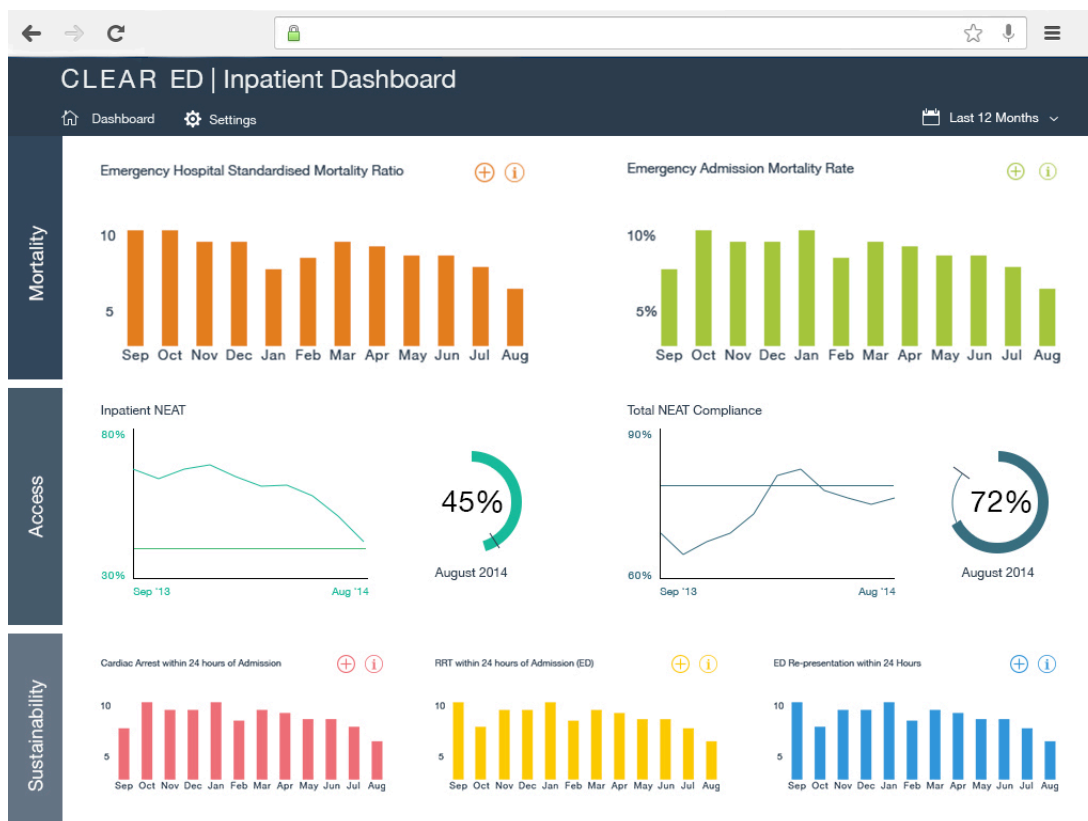 CLEAR ED | Inpatient Dashboard
Dashboard Settings Last 12 Months
Mortality
Emergency Hospital Standardised Mortality Ratio
10
5
Sep Oct Nov Dec Jan Feb Mar Apr May Jun Jul Aug
Emergency Admission Mortality Rate
10%
5%
Sep Oct Nov Dec Jan Feb Mar Apr May Jun Jul Aug
Access
Inpatient NEAT
80%
30%
Sep '13 Aug '14
45%
August 2014
Total NEAT Compliance
90%
60%
Sep '13 Aug '14
72%
August 2014
Sustainability
Cardiac Arrest within 24 hours of Admission
10
5
Sep Oct Nov Dec Jan Feb Mar Apr May Jun Jul Aug
RRT within 24 hours of Admission (ED)
10
5
Sep Oct Nov Dec Jan Feb Mar Apr May Jun Jul Aug
ED Re-presentation within 24 Hours
10
5
Sep Oct Nov Dec Jan Feb Mar Apr May Jun Jul Aug